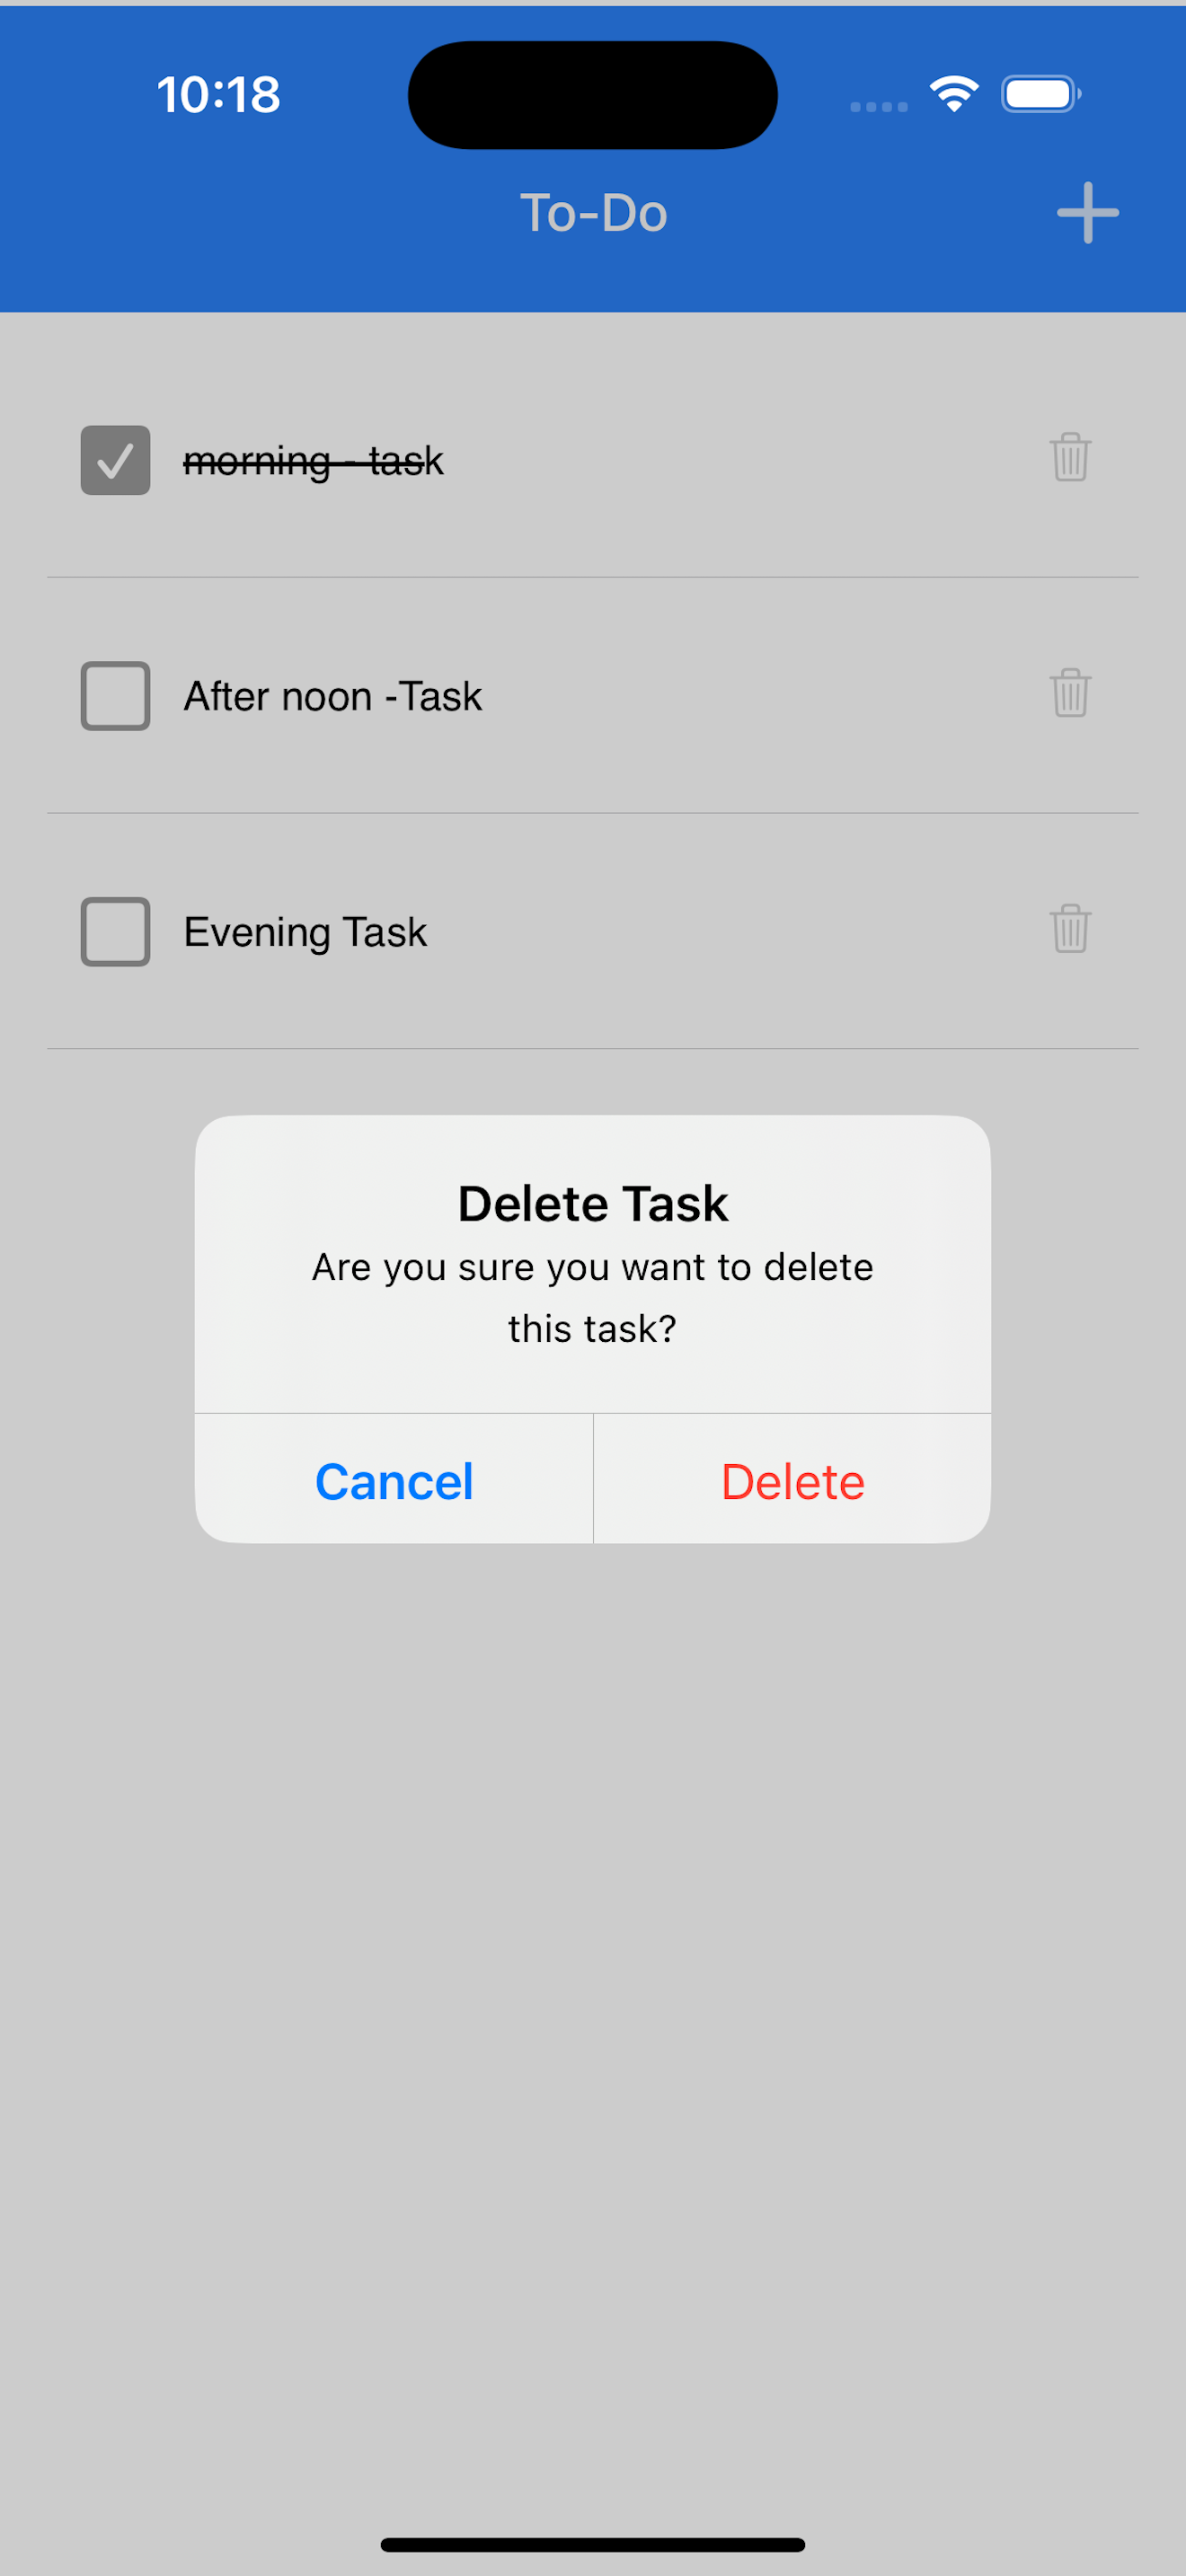 10:18
To-Do
morning - task
After noon -Task
Evening Task
Delete Task
Are you sure you want to delete
this task?
Cancel
Delete